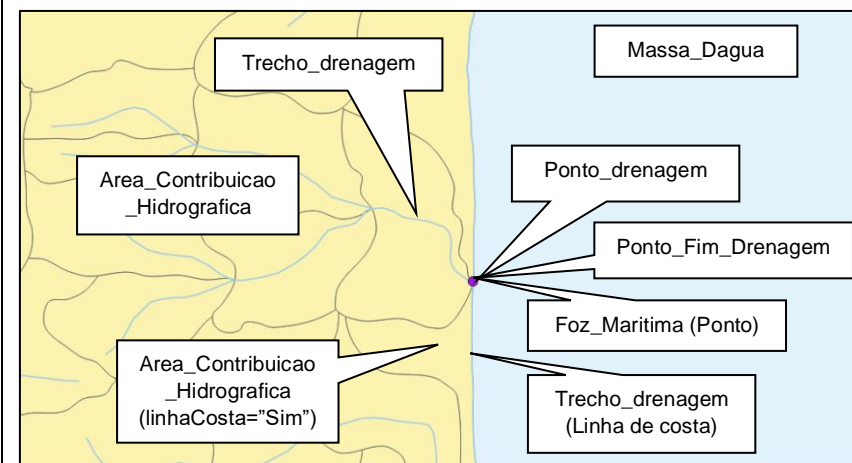 Trecho_drenagem
Massa_Dagua
Area_Contribuicao
_Hidrografica
Ponto_drenagem
Ponto_Fim_Drenagem
Foz_Maritima (Ponto)
Area_Contribuicao
_Hidrografica
(linhaCosta=”Sim”)
Trecho_drenagem
(Linha de costa)